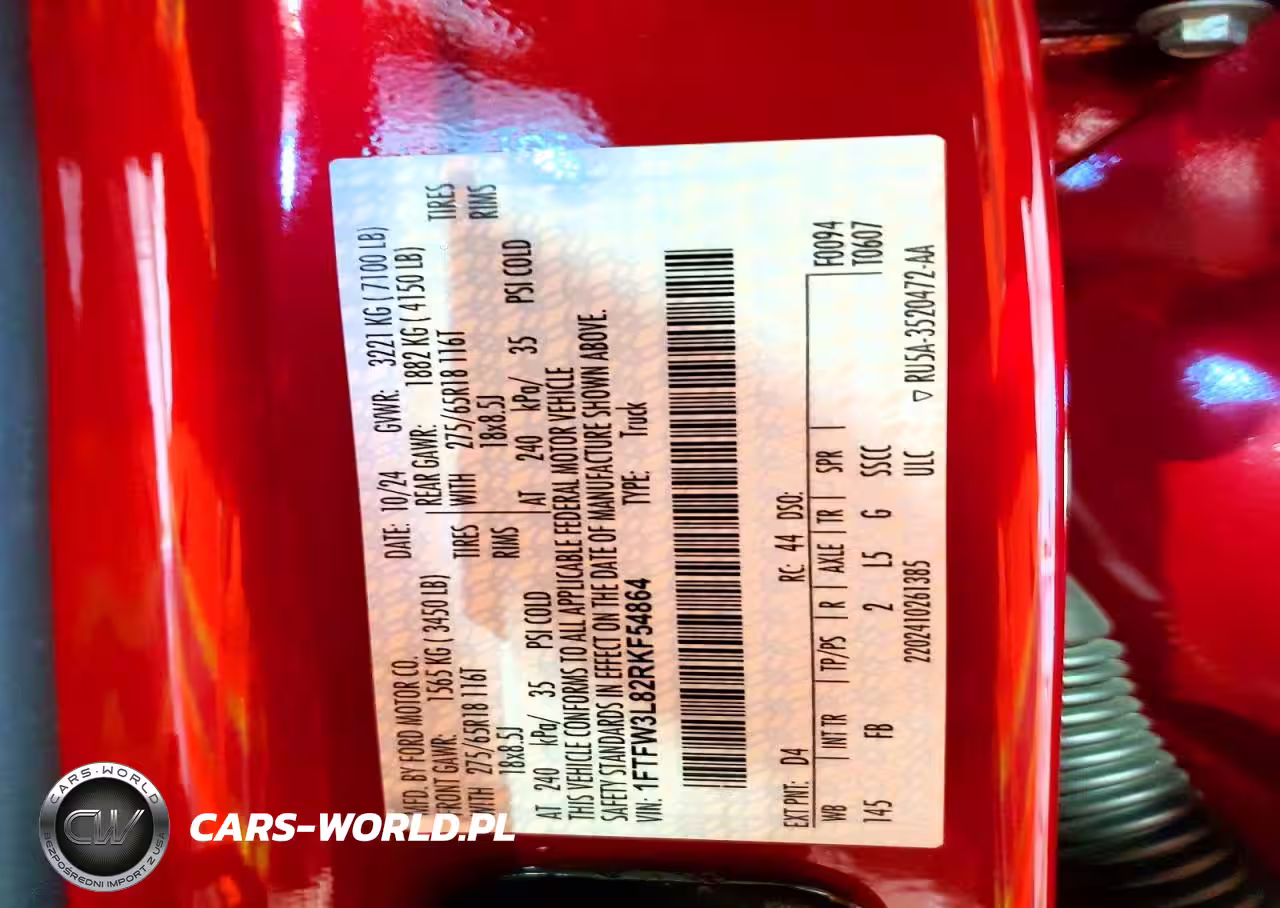 MFD. BY FORD MOTOR CO.
DATE: 10/24
GVWR: 3221 KG ( 7100 LB)
FRONT GAWR: 1565 KG ( 3450 LB)
REAR GAWR: 1882 KG ( 4150 LB)
WITH 275/65R18 116T TIRES
WITH 275/65R18 116T TIRES
18x8.5J RIMS
18x8.5J RIMS
AT 240 kPa/ 35 PSI COLD
AT 240 kPa/ 35 PSI COLD
THIS VEHICLE CONFORMS TO ALL APPLICABLE FEDERAL MOTOR VEHICLE
SAFETY STANDARDS IN EFFECT ON THE DATE OF MANUFACTURE SHOWN ABOVE.
VIN: 1FTFW3L82RKF54864
TYPE: Truck
EXT PNT: D4
RC: 44 DSO:
F0094
WB | INT TR | TP/PS | R | AXLE | TR | SPR |
T0607
145 FB 2 L5 G SSCC
220241026138S ULC
▽ RU5A-3520472-AA
CARS-WORLD
CW
BEZPOŚREDNI IMPORT Z USA
CARS-WORLD.PL